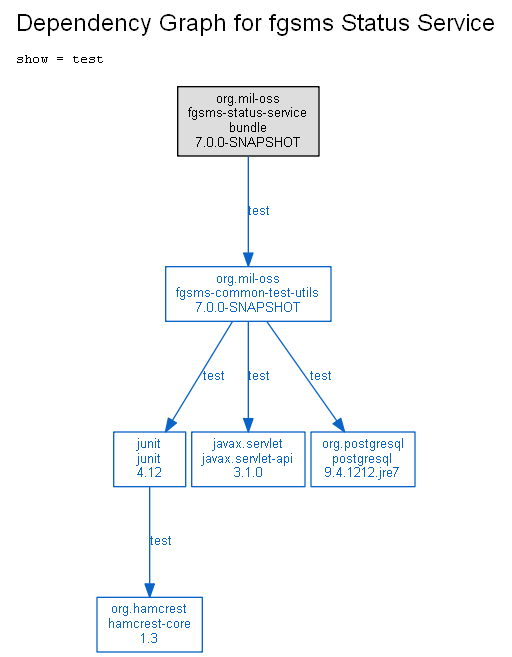 Dependency Graph for fgsms Status Service
show = test
org.mil-oss
fgsms-status-service
bundle
7.0.0-SNAPSHOT
test
org.mil-oss
fgsms-common-test-utils
7.0.0-SNAPSHOT
test
test
test
junit
junit
4.12
javax.servlet
javax.servlet-api
3.1.0
org.postgresql
postgresql
9.4.1212.jre7
test
org.hamcrest
hamcrest-core
1.3